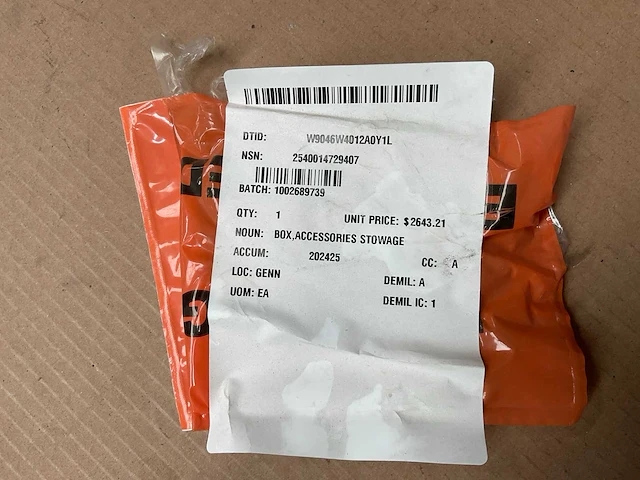 DTID: W9046W4012A0Y1L
NSN: 2540014729407
BATCH: 1002689739
QTY: 1 UNIT PRICE: $2643.21
NOUN: BOX,ACCESSORIES STOWAGE
ACCUM: 202425 CC: A
LOC: GENN DEMIL: A
UOM: EA DEMIL IC: 1